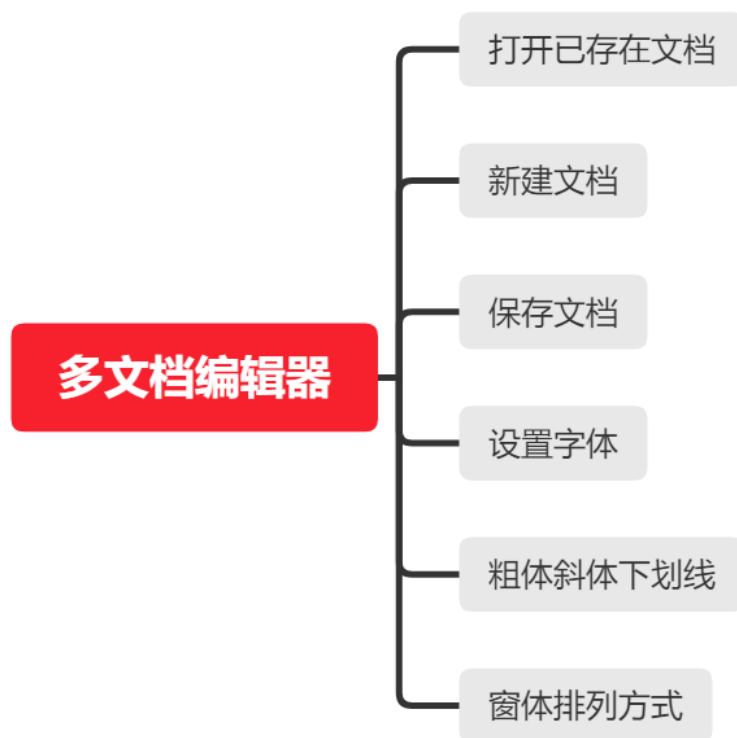 打开已存在文档
新建文档
保存文档
多文档编辑器
设置字体
粗体斜体下划线
窗体排列方式